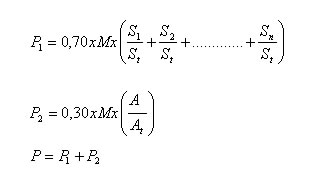 P₁ = 0,70xMx(S₁/Sₜ + S₂/Sₜ + ............. + Sₙ/Sₜ)
P₂ = 0,30xMx(A/Aₜ)
P = P₁ + P₂